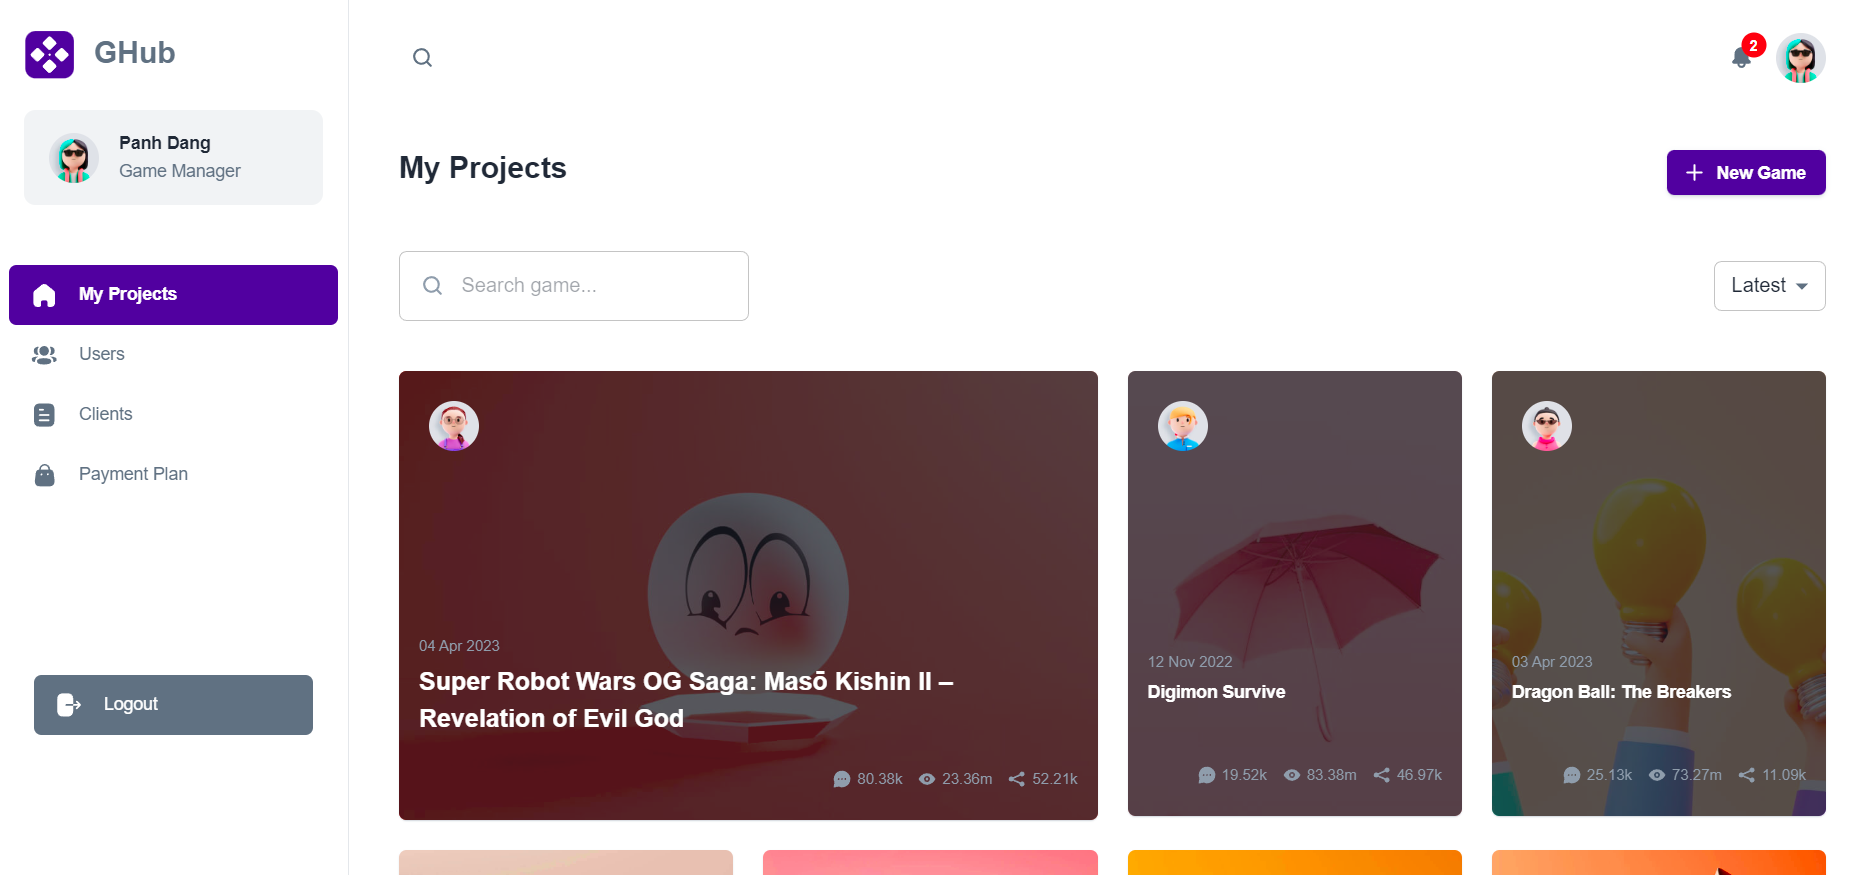 GHub
Panh Dang
Game Manager
My Projects
Users
Clients
Payment Plan
Logout
2
My Projects
New Game
Search game...
Latest
04 Apr 2023
Super Robot Wars OG Saga: Masō Kishin II –
Revelation of Evil God
80.38k 23.36m 52.21k
12 Nov 2022
Digimon Survive
19.52k 83.38m 46.97k
03 Apr 2023
Dragon Ball: The Breakers
25.13k 73.27m 11.09k